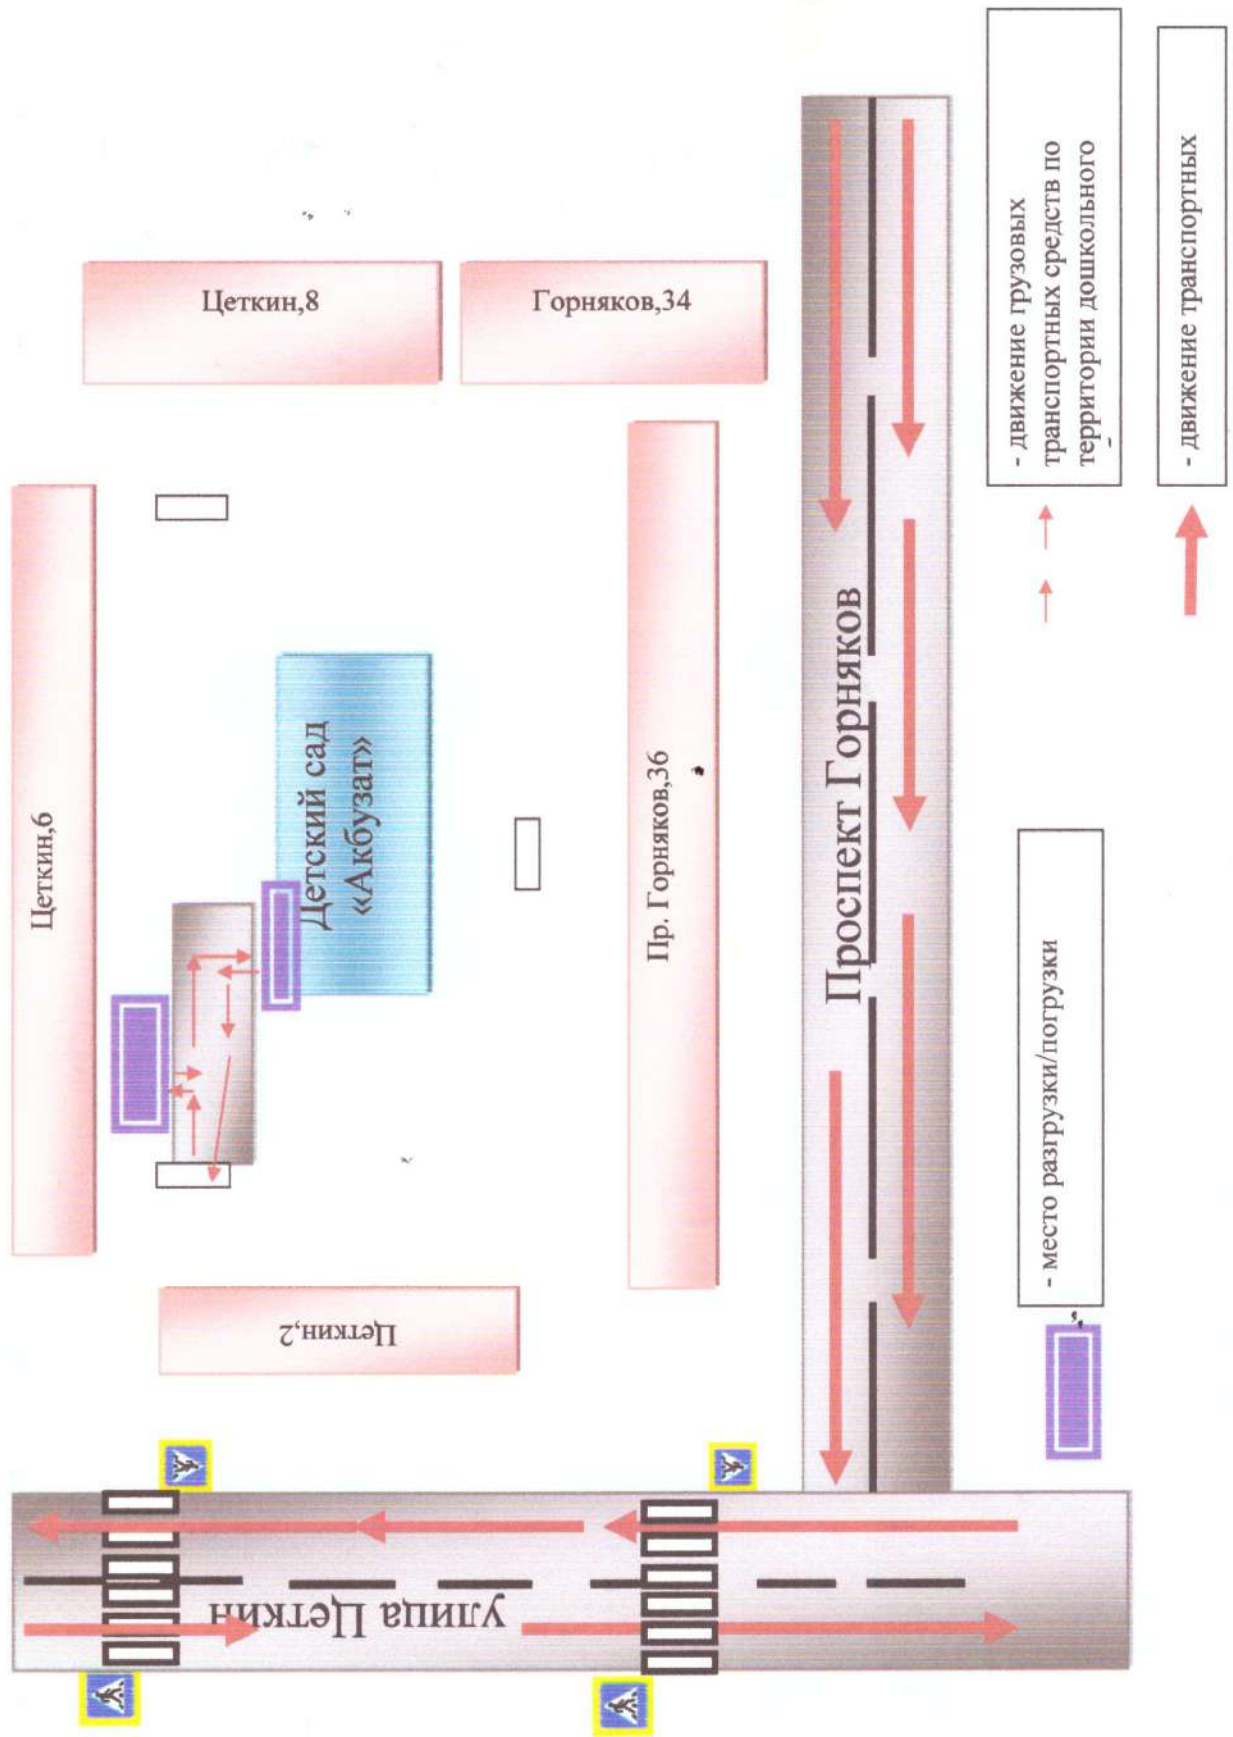 Цеткин,6
Цеткин,8
Горняков,34
Детский сад
«Акбузат»
Цеткин,2
Пр. Горняков,36
улица Цеткин
Проспект Горняков
- движение грузовых
транспортных средств по
территории дошкольного
- место разгрузки/погрузки
- движение транспортных